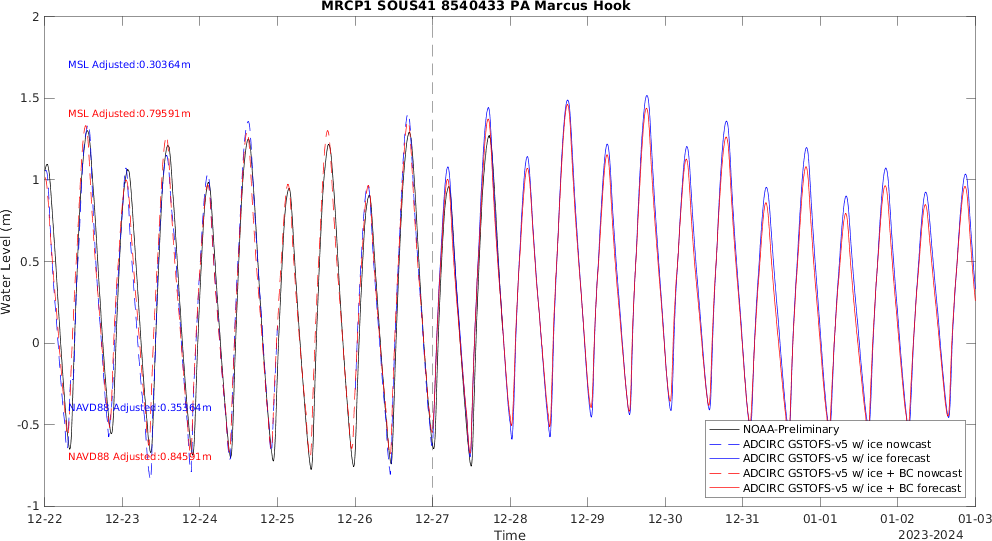 MRCP1 SOUS41 8540433 PA Marcus Hook
2
1.5
1
0.5
0
-0.5
-1
Water Level (m)
MSL Adjusted:0.30364m
MSL Adjusted:0.79591m
NAVD88 Adjusted:0.35364m
NAVD88 Adjusted:0.84591m
NOAA-Preliminary
ADCIRC GSTOFS-v5 w/ ice nowcast
ADCIRC GSTOFS-v5 w/ ice forecast
ADCIRC GSTOFS-v5 w/ ice + BC nowcast
ADCIRC GSTOFS-v5 w/ ice + BC forecast
12-22 12-23 12-24 12-25 12-26 12-27 12-28 12-29 12-30 12-31 01-01 01-02 01-03
Time
2023-2024